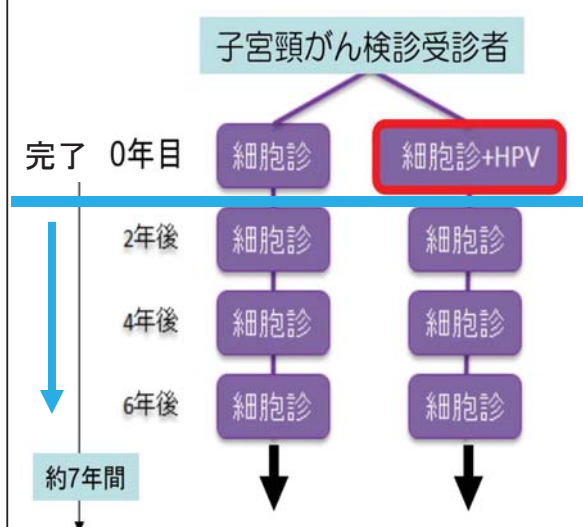 子宮頸がん検診受診者
完了 0年目 細胞診 細胞診+HPV
2年後 細胞診 細胞診
4年後 細胞診 細胞診
6年後 細胞診 細胞診
約7年間